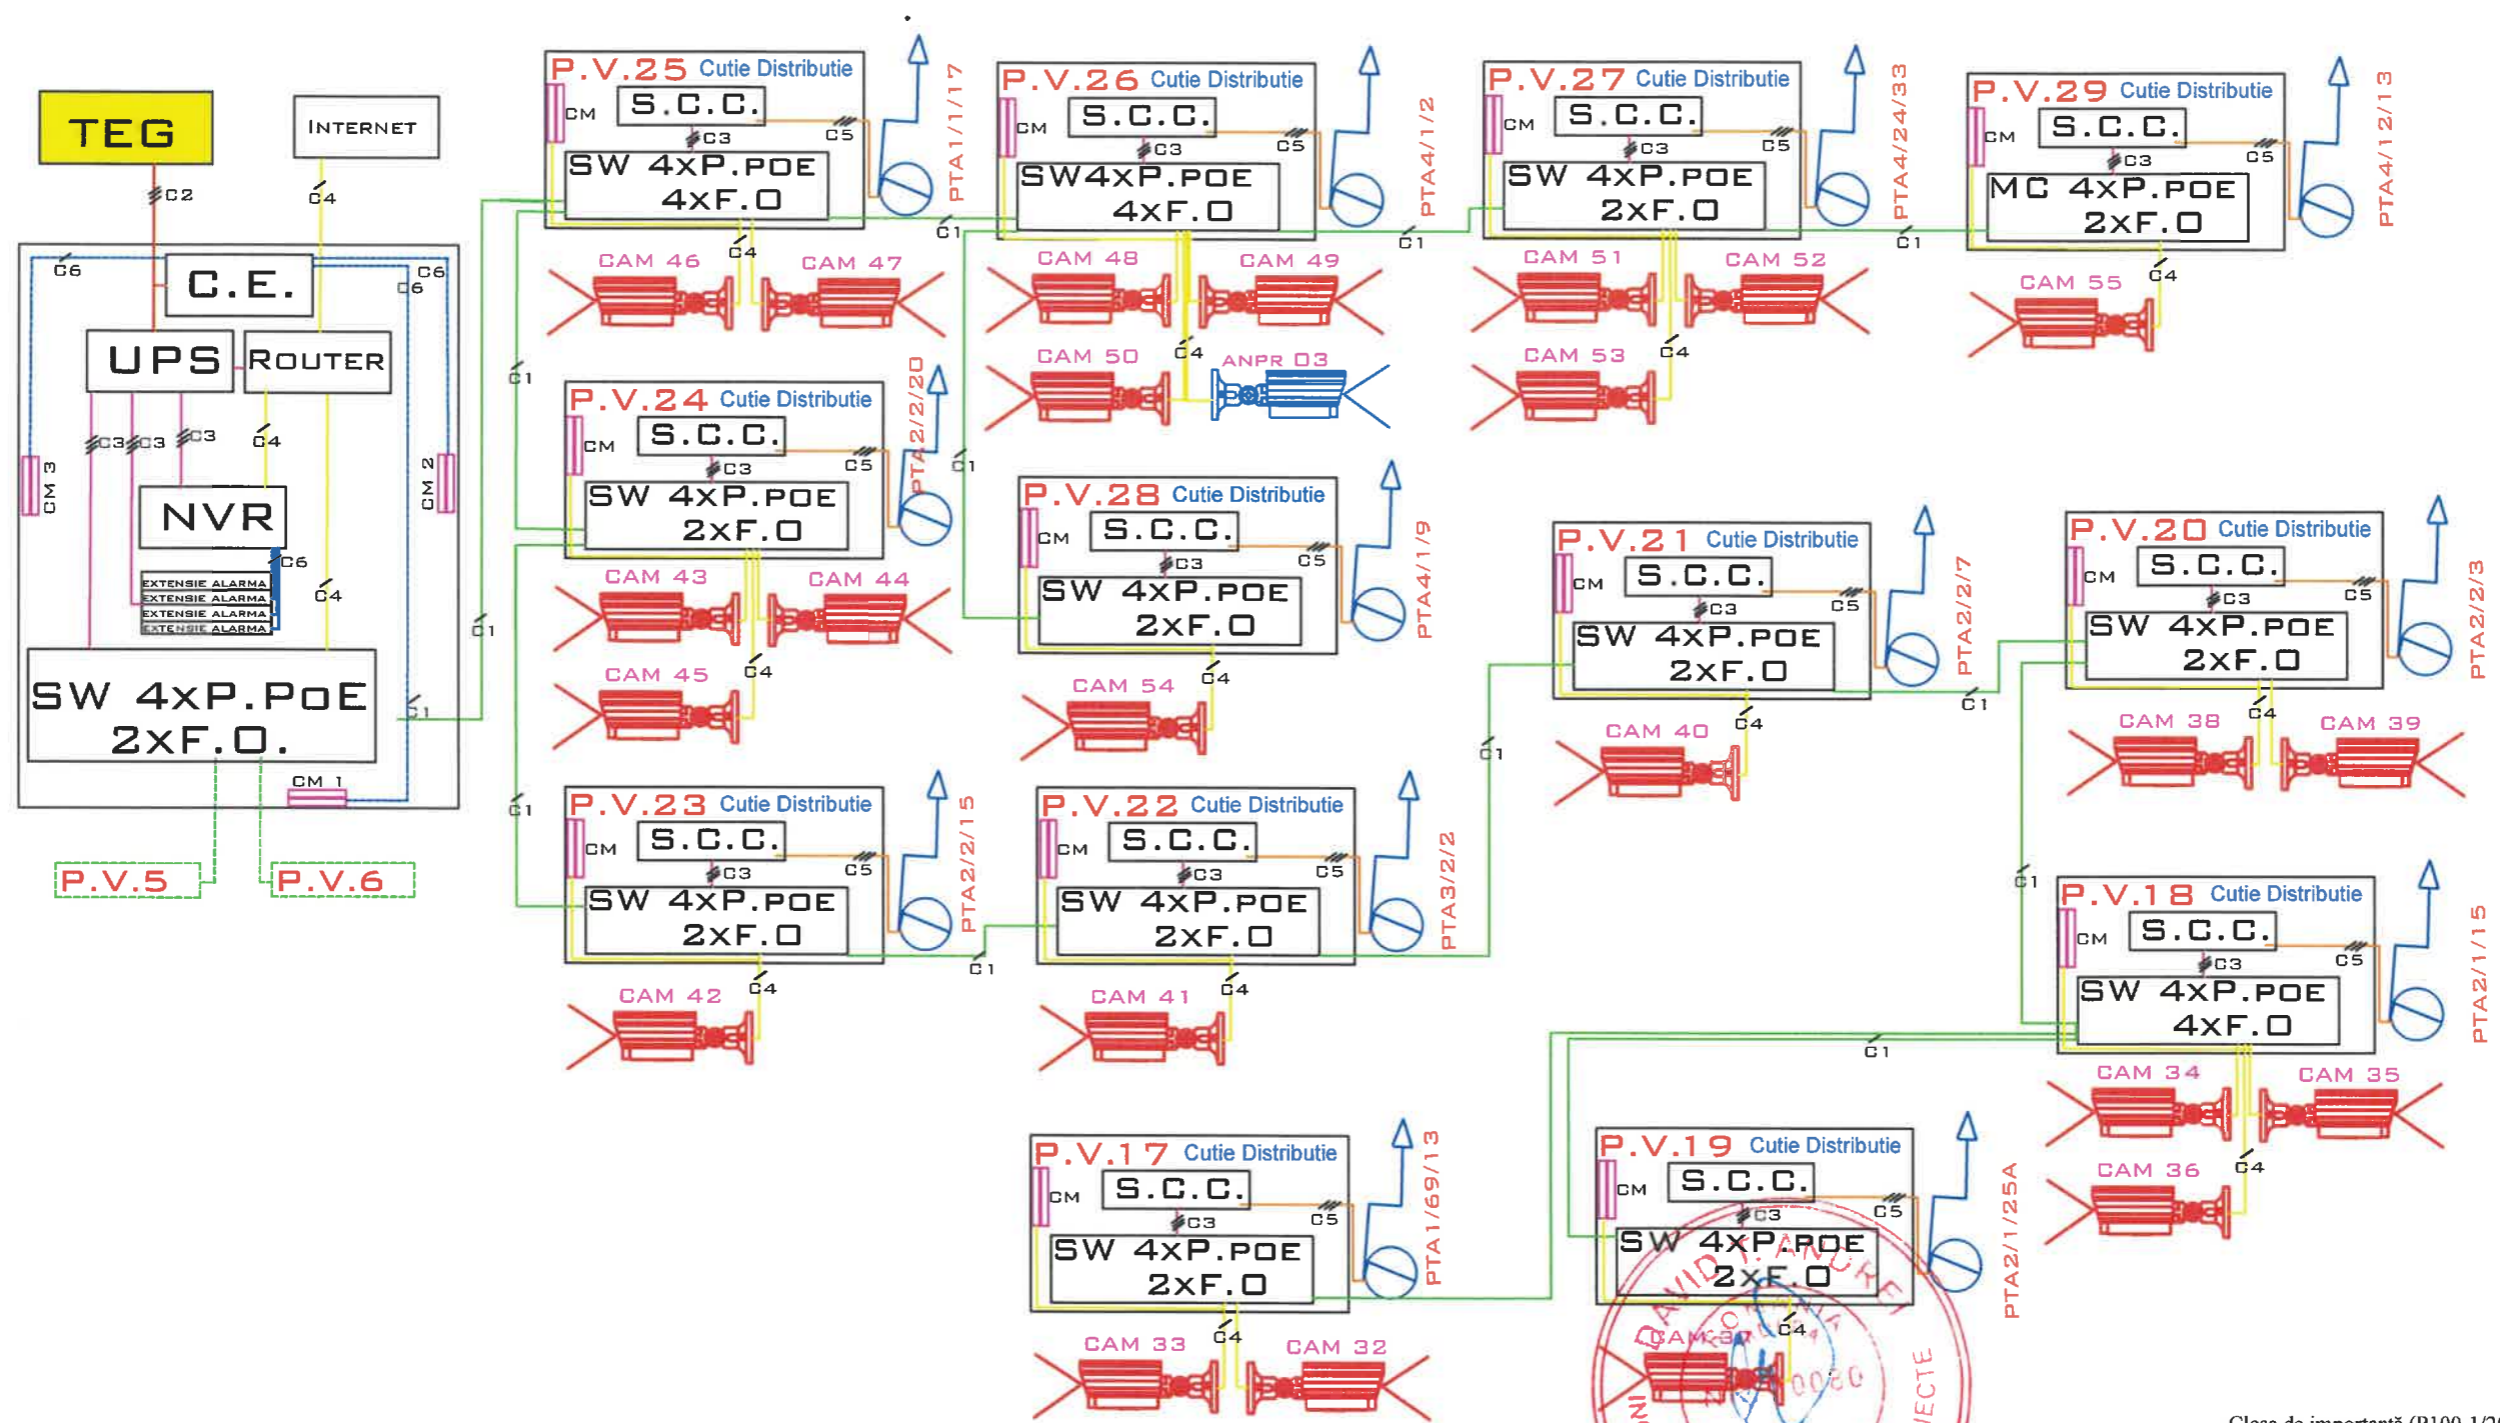 TEG
INTERNET
C2
C4
C6
C.E.
C6
C6
UPS
ROUTER
C3
C3
C3
C4
CM 3
CM 2
NVR
C6
EXTENSIE ALARMA
EXTENSIE ALARMA
EXTENSIE ALARMA
EXTENSIE ALARMA
C4
SW 4xP.PoE
2xF.O.
C1
C1
CM 1
P.V.5
P.V.6
P.V.25 Cutie Distributie
CM
S.C.C.
C3
C5
SW 4xP.POE
4xF.O
PTA1/1/17
C4
C1
CAM 46
CAM 47
P.V.26 Cutie Distributie
CM
S.C.C.
C3
C5
SW4xP.POE
4xF.O
PTA4/1/2
C1
CAM 48
CAM 49
C4
CAM 50
ANPR 03
P.V.27 Cutie Distributie
CM
S.C.C.
C3
C5
SW 4xP.POE
2xF.O
PTA4/24/33
C1
CAM 51
CAM 52
C4
CAM 53
P.V.29 Cutie Distributie
CM
S.C.C.
C3
C5
MC 4xP.POE
2xF.O
PTA4/12/13
C4
CAM 55
C1
P.V.24 Cutie Distributie
CM
S.C.C.
C3
C5
SW 4xP.POE
2xF.O
PTA2/2/20
C1
CAM 43
CAM 44
C4
CAM 45
P.V.28 Cutie Distributie
CM
S.C.C.
C3
C5
SW 4xP.POE
2xF.O
PTA4/1/9
C4
CAM 54
P.V.21 Cutie Distributie
CM
S.C.C.
C3
C5
SW 4xP.POE
2xF.O
PTA2/2/7
C1
C4
CAM 40
C1
P.V.20 Cutie Distributie
CM
S.C.C.
C3
C5
SW 4xP.POE
2xF.O
PTA2/2/3
C4
CAM 38
CAM 39
C1
P.V.23 Cutie Distributie
CM
S.C.C.
C3
C5
SW 4xP.POE
2xF.O
PTA2/2/15
C1
C4
CAM 42
P.V.22 Cutie Distributie
CM
S.C.C.
C3
C5
SW 4xP.POE
2xF.O
PTA3/2/2
C4
CAM 41
C1
P.V.18 Cutie Distributie
CM
S.C.C.
C3
C5
SW 4xP.POE
4xF.O
PTA2/1/15
C1
CAM 34
CAM 35
C4
CAM 36
P.V.17 Cutie Distributie
CM
S.C.C.
C3
C5
SW 4xP.POE
2xF.O
PTA1/69/13
C4
CAM 33
CAM 32
P.V.19 Cutie Distributie
CM
S.C.C.
C3
C5
SW 4xP.POE
2xF.O
PTA2/1/25A
C4
CAM 37
DAVID T. ANDREI